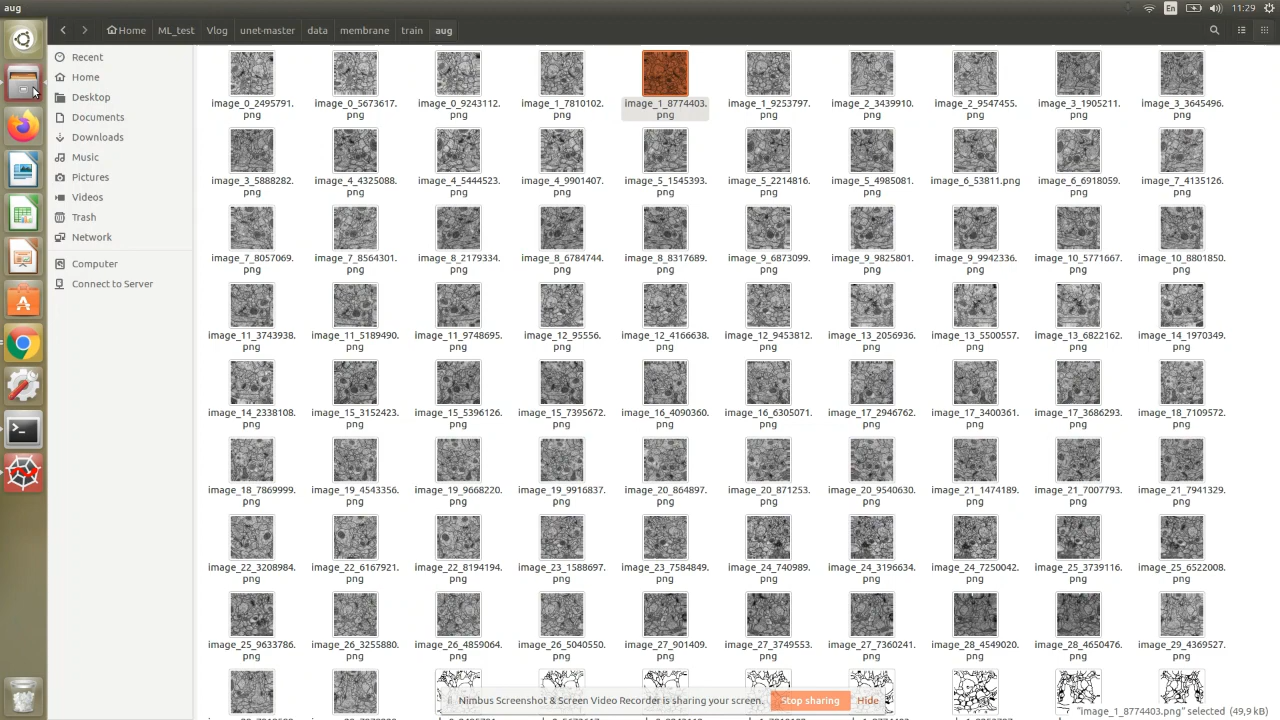 aug
En
11:29
Home
ML_test
Vlog
unet-master
data
membrane
train
aug
Recent
Home
Desktop
Documents
Downloads
Music
Pictures
Videos
Trash
Network
Computer
Connect to Server
image_0_2495791.png
image_0_5673617.png
image_0_9243112.png
image_1_7810102.png
image_1_8774403.png
image_1_9253797.png
image_2_3439910.png
image_2_9547455.png
image_3_1905211.png
image_3_3645496.png
image_3_5888282.png
image_4_4325088.png
image_4_5444523.png
image_4_9901407.png
image_5_1545393.png
image_5_2214816.png
image_5_4985081.png
image_6_53811.png
image_6_6918059.png
image_7_4135126.png
image_7_8057069.png
image_7_8564301.png
image_8_2179334.png
image_8_6784744.png
image_8_8317689.png
image_9_6873099.png
image_9_9825801.png
image_9_9942336.png
image_10_5771667.png
image_10_8801850.png
image_11_3743938.png
image_11_5189490.png
image_11_9748695.png
image_12_95556.png
image_12_4166638.png
image_12_9453812.png
image_13_2056936.png
image_13_5500557.png
image_13_6822162.png
image_14_1970349.png
image_14_2338108.png
image_15_3152423.png
image_15_5396126.png
image_15_7395672.png
image_16_4090360.png
image_16_6305071.png
image_17_2946762.png
image_17_3400361.png
image_17_3686293.png
image_18_7109572.png
image_18_7869999.png
image_19_4543356.png
image_19_9668220.png
image_19_9916837.png
image_20_864897.png
image_20_871253.png
image_20_9540630.png
image_21_1474189.png
image_21_7007793.png
image_21_7941329.png
image_22_3208984.png
image_22_6167921.png
image_22_8194194.png
image_23_1588697.png
image_23_7584849.png
image_24_740989.png
image_24_3196634.png
image_24_7250042.png
image_25_3739116.png
image_25_6522008.png
image_25_9633786.png
image_26_3255880.png
image_26_4859064.png
image_26_5040550.png
image_27_901409.png
image_27_3749553.png
image_27_7360241.png
image_28_4549020.png
image_28_4650476.png
image_29_4369527.png
Nimbus Screenshot & Screen Video Recorder is sharing your screen.
Stop sharing
Hide
"image_1_8774403.png" selected (49,9 kB)